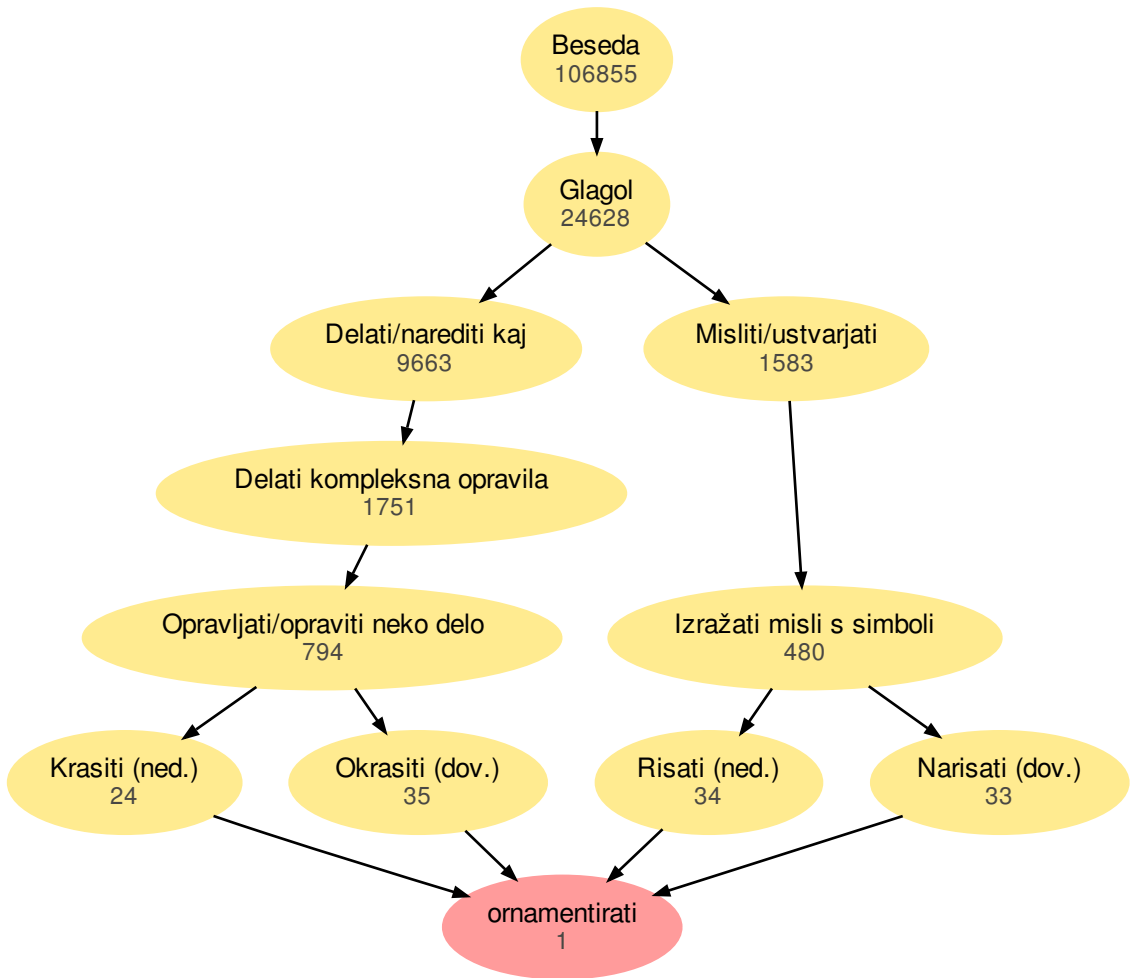 Beseda
106855
Glagol
24628
Delati/narediti kaj
9663
Misliti/ustvarjati
1583
Delati kompleksna opravila
1751
Opravljati/opraviti neko delo
794
Izražati misli s simboli
480
Krasiti (ned.)
24
Okrasiti (dov.)
35
Risati (ned.)
34
Narisati (dov.)
33
ornamentirati
1